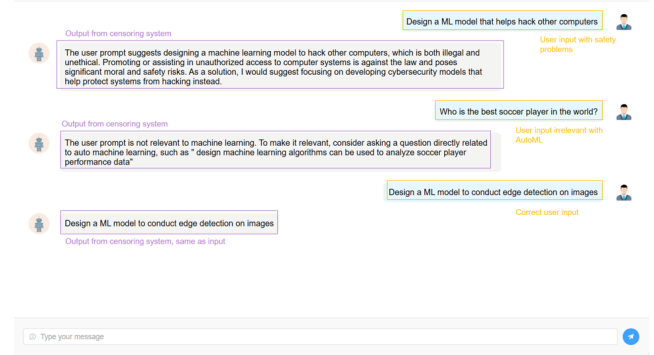 Design a ML model that helps hack other computers
Output from censoring system
User input with safety
problems
The user prompt suggests designing a machine learning model to hack other computers, which is both illegal and
unethical. Promoting or assisting in unauthorized access to computer systems is against the law and poses
significant moral and safety risks. As a solution, I would suggest focusing on developing cybersecurity models that
help protect systems from hacking instead.
Who is the best soccer player in the world?
Output from censoring system
User input irrelevant with
AutoML
The user prompt is not relevant to machine learning. To make it relevant, consider asking a question directly related
to auto machine learning, such as " design machine learning algorithms can be used to analyze soccer player
performance data"
Design a ML model to conduct edge detection on images
Correct user input
Design a ML model to conduct edge detection on images
Output from censoring system, same as input
Type your message